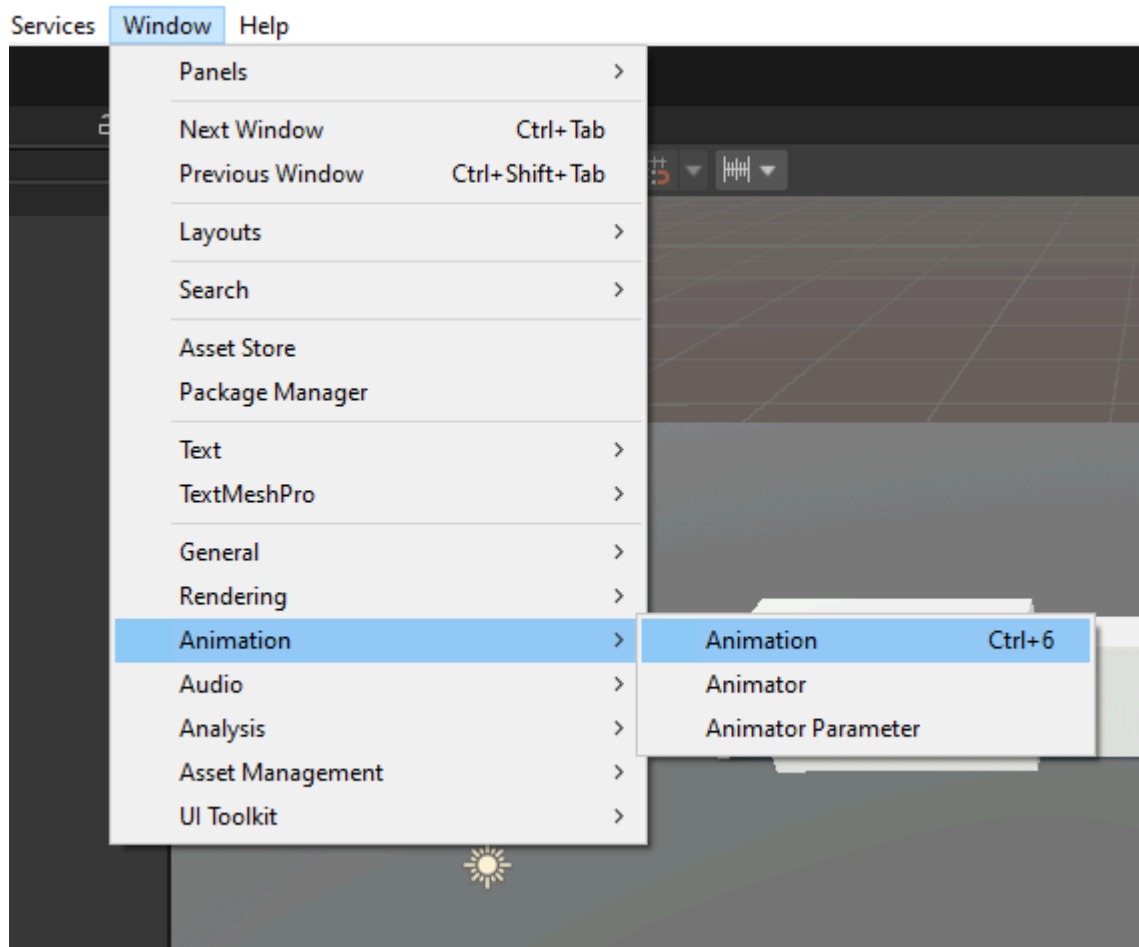 Services Window Help
Panels
Next Window Ctrl+Tab
Previous Window Ctrl+Shift+Tab
Layouts
Search
Asset Store
Package Manager
Text
TextMeshPro
General
Rendering
Animation
Animation Ctrl+6
Audio
Animator
Analysis
Animator Parameter
Asset Management
UI Toolkit